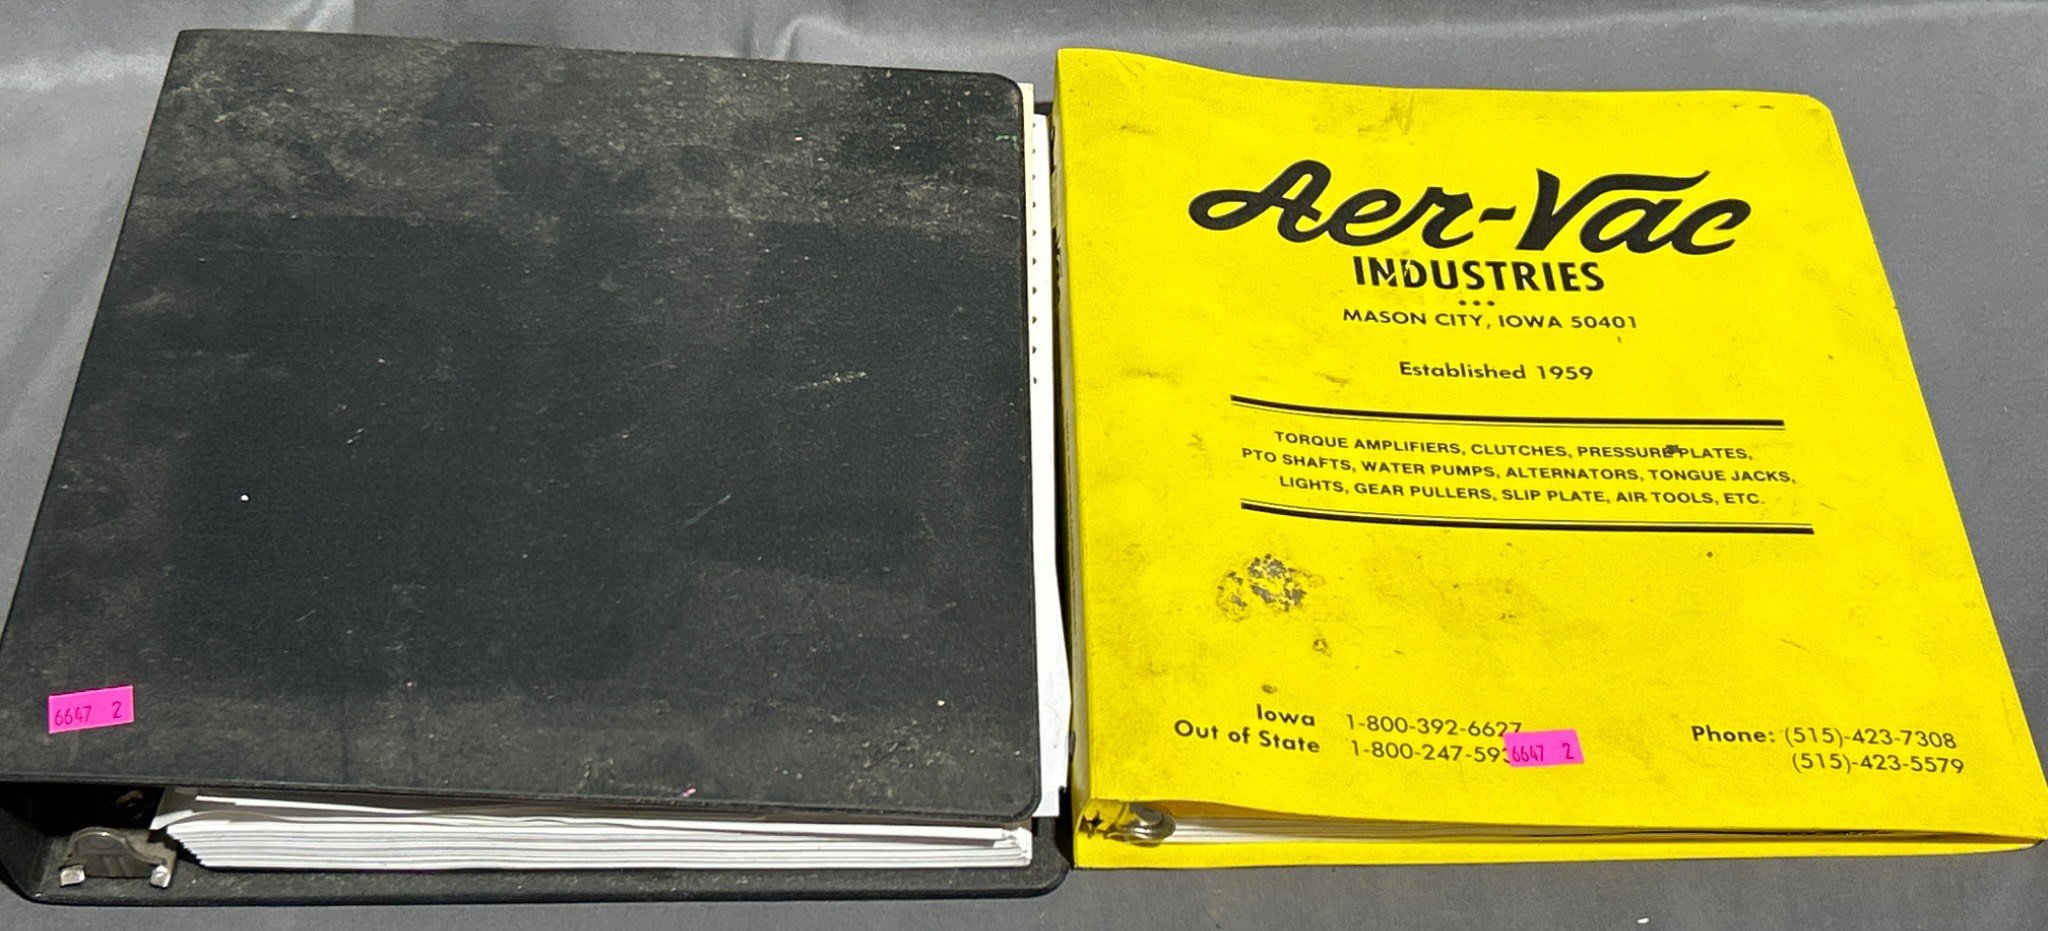 6647 2
Aer-Vac
INDUSTRIES
MASON CITY, IOWA 50401
Established 1959
TORQUE AMPLIFIERS, CLUTCHES, PRESSURE PLATES,
PTO SHAFTS, WATER PUMPS, ALTERNATORS, TONGUE JACKS,
LIGHTS, GEAR PULLERS, SLIP PLATE, AIR TOOLS, ETC.
Iowa 1-800-392-6627
Out of State
6647 2
Phone: (515)-423-7308
(515)-423-5579